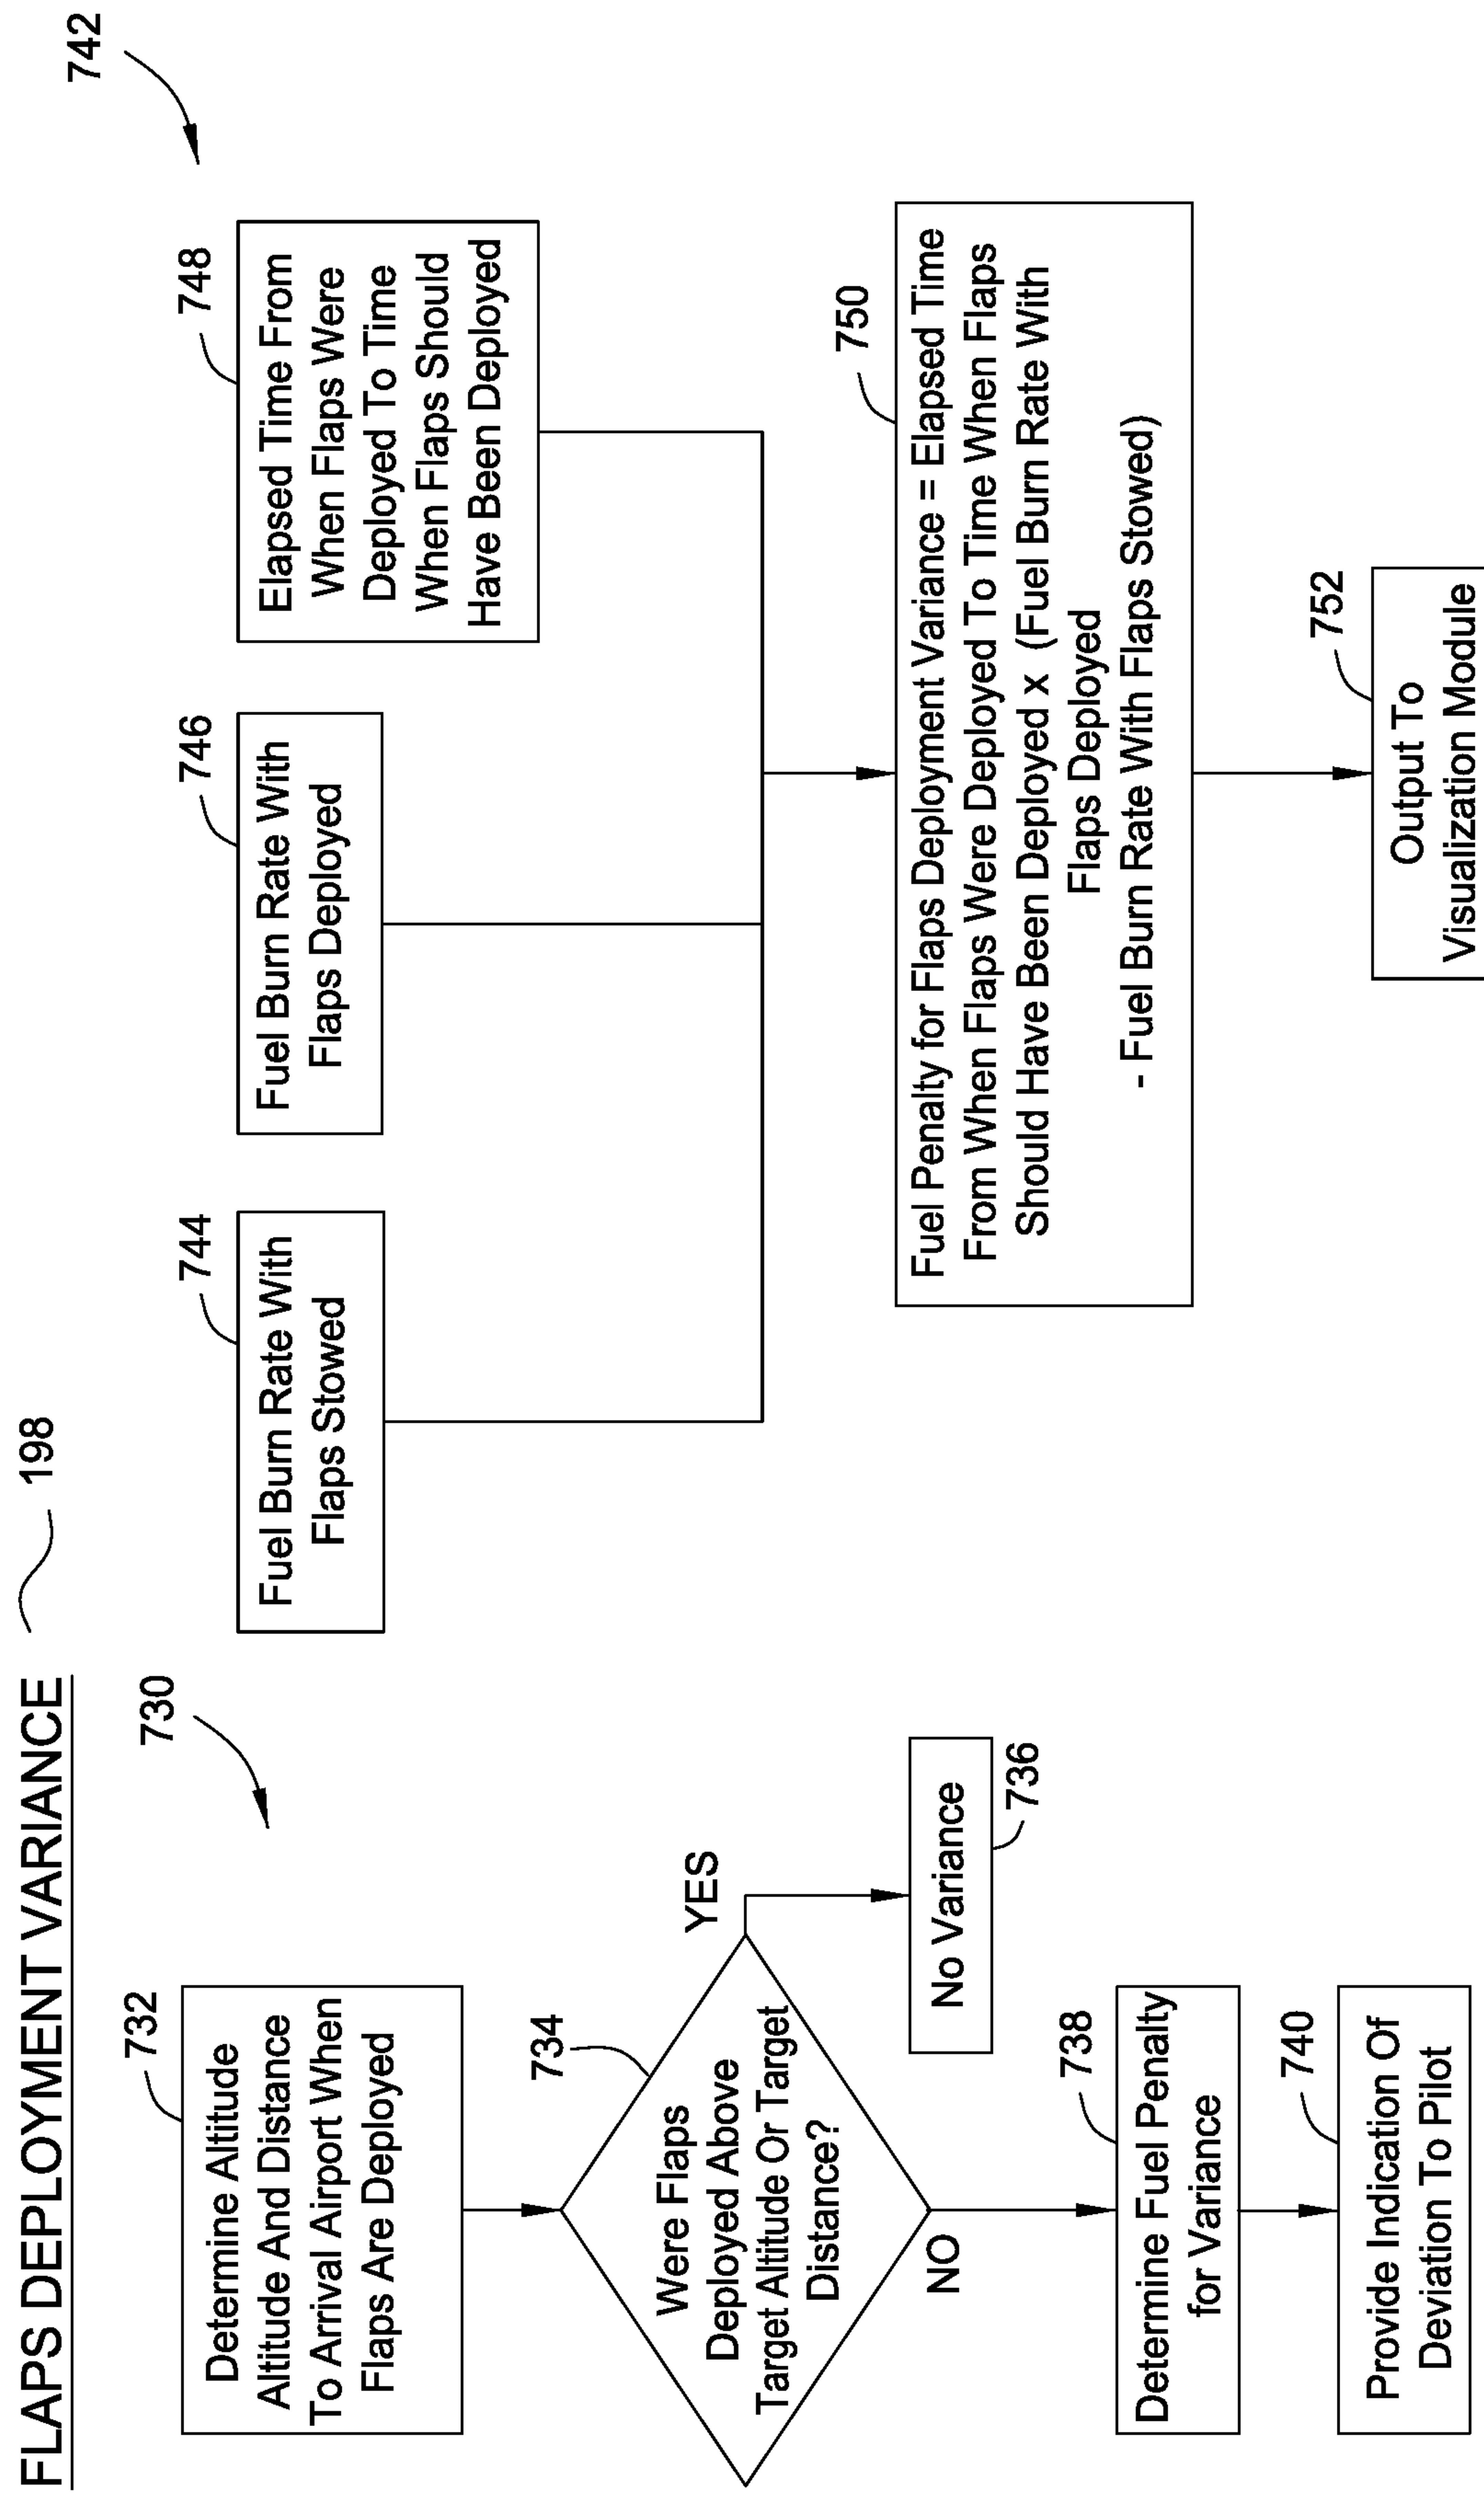 FLAPS DEPLOYMENT VARIANCE
198
730
732
Determine Altitude
Altitude And Distance
To Arrival Airport When
Flaps Are Deployed
734
Were Flaps
Deployed Above
Target Altitude Or Target
Distance?
YES
No Variance
736
NO
738
Determine Fuel Penalty
for Variance
740
Provide Indication Of
Deviation To Pilot
742
744
Fuel Burn Rate With
Flaps Stowed
746
Fuel Burn Rate With
Flaps Deployed
748
Elapsed Time From
When Flaps Were
Deployed To Time
When Flaps Should
Have Been Deployed
750
Fuel Penalty for Flaps Deployment Variance = Elapsed Time
From When Flaps Were Deployed To Time When Flaps
Should Have Been Deployed x (Fuel Burn Rate With
Flaps Deployed
- Fuel Burn Rate With Flaps Stowed)
752
Output To
Visualization Module